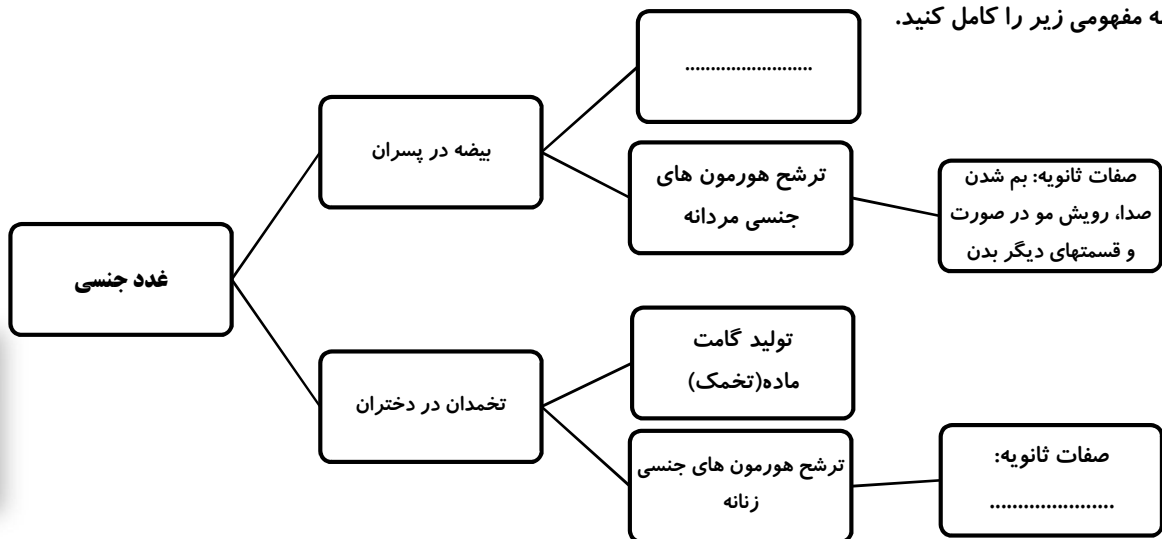 مفهومی زیر را کامل کنید.
..........................
بیضه در پسران
ترشح هورمون های
جنسی مردانه
صفات ثانویه: بم شدن
صدا، رویش مو در صورت
و قسمتهای دیگر بدن
غدد جنسی
تولید گامت
ماده(تخمک)
تخمدان در دختران
ترشح هورمون های جنسی
زنانه
صفات ثانویه:
......................